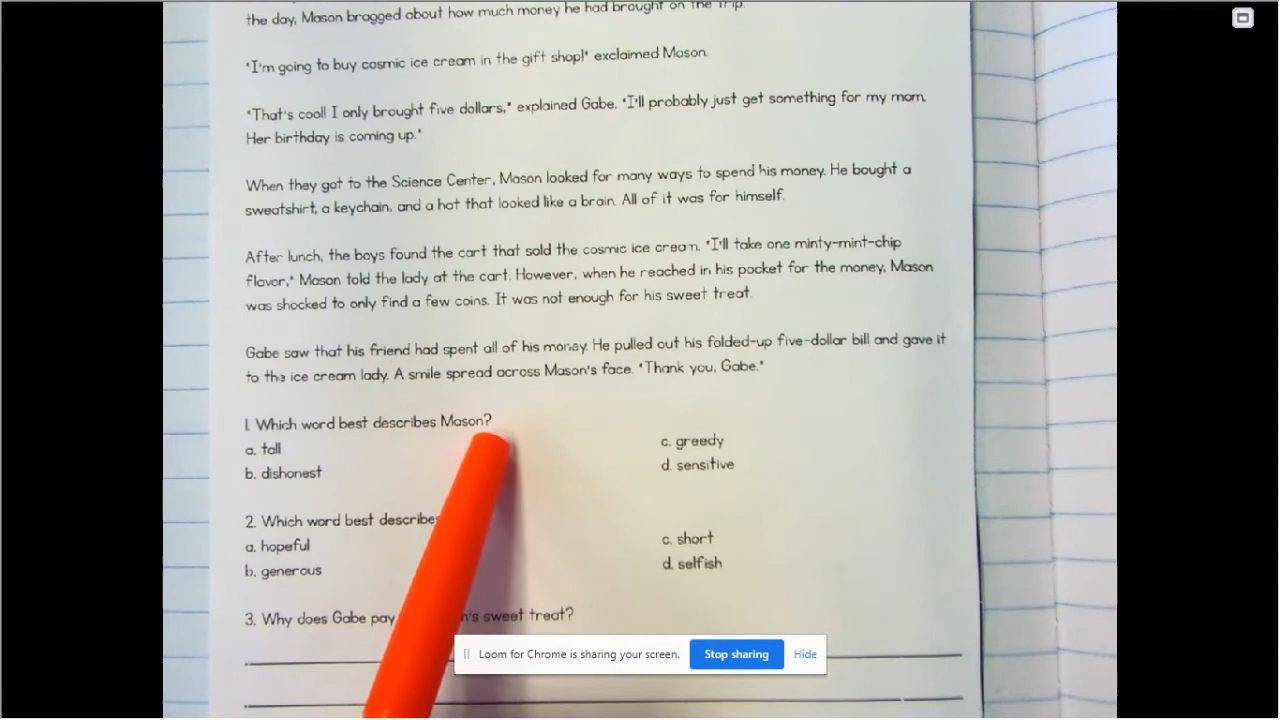 the day, Mason bragged about how much money he had brought on the trip.
"I'm going to buy cosmic ice cream in the gift shop!" exclaimed Mason.
"That's cool! I only brought five dollars," explained Gabe. "I'll probably just get something for my mom.
Her birthday is coming up."
When they got to the Science Center, Mason looked for many ways to spend his money. He bought a
sweatshirt, a keychain, and a hat that looked like a brain. All of it was for himself.
After lunch, the boys found the cart that sold the cosmic ice cream. "I'll take one minty-mint-chip
flavor," Mason told the lady at the cart. However, when he reached in his pocket for the money, Mason
was shocked to only find a few coins. It was not enough for his sweet treat.
Gabe saw that his friend had spent all of his money. He pulled out his folded-up five-dollar bill and gave it
to the ice cream lady. A smile spread across Mason's face. "Thank you, Gabe."
1. Which word best describes Mason?
a. tall
b. dishonest
c. greedy
d. sensitive
2. Which word best describe
a. hopeful
b. generous
c. short
d. selfish
3. Why does Gabe pay 's sweet treat?
Loom for Chrome is sharing your screen. Stop sharing Hide